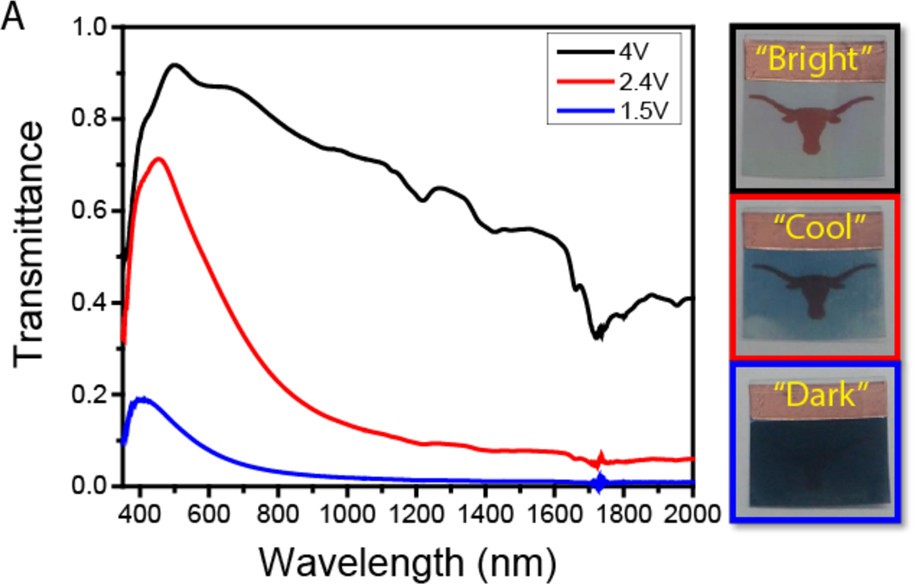 A
1.0
0.8
0.6
0.4
0.2
0.0
Transmittance
400 600 800 1000 1200 1400 1600 1800 2000
Wavelength (nm)
4V
2.4V
1.5V
“Bright”
“Cool”
“Dark”